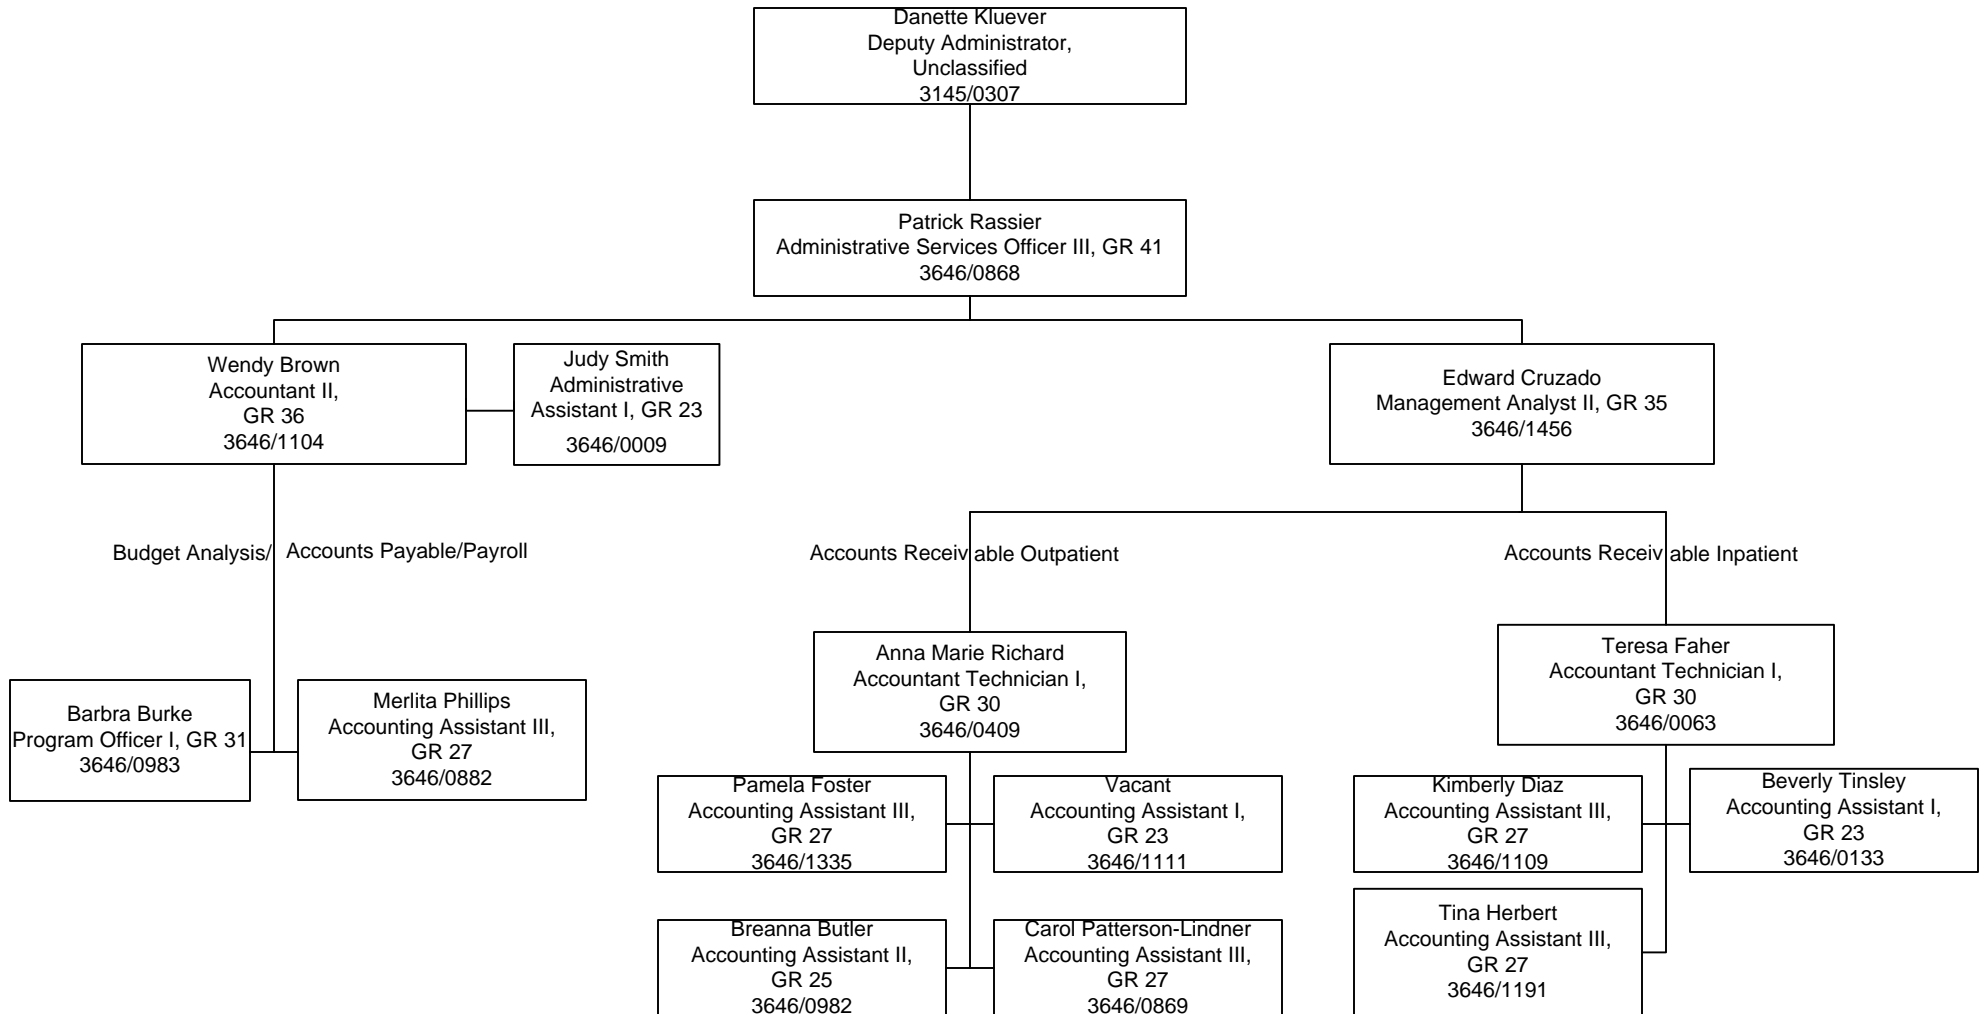 Danette Kluever
Deputy Administrator,
Unclassified
3145/0307
Patrick Rassier
Administrative Services Officer III, GR 41
3646/0868
Wendy Brown
Accountant II,
GR 36
3646/1104
Judy Smith
Administrative
Assistant I, GR 23
3646/0009
Edward Cruzado
Management Analyst II, GR 35
3646/1456
Budget Analysis/ Accounts Payable/Payroll
Accounts Receivable Outpatient
Accounts Receivable Inpatient
Barbra Burke
Program Officer I, GR 31
3646/0983
Merlita Phillips
Accounting Assistant III,
GR 27
3646/0882
Anna Marie Richard
Accountant Technician I,
GR 30
3646/0409
Teresa Faher
Accountant Technician I,
GR 30
3646/0063
Pamela Foster
Accounting Assistant III,
GR 27
3646/1335
Vacant
Accounting Assistant I,
GR 23
3646/1111
Kimberly Diaz
Accounting Assistant III,
GR 27
3646/1109
Beverly Tinsley
Accounting Assistant I,
GR 23
3646/0133
Breanna Butler
Accounting Assistant II,
GR 25
3646/0982
Carol Patterson-Lindner
Accounting Assistant III,
GR 27
3646/0869
Tina Herbert
Accounting Assistant III,
GR 27
3646/1191